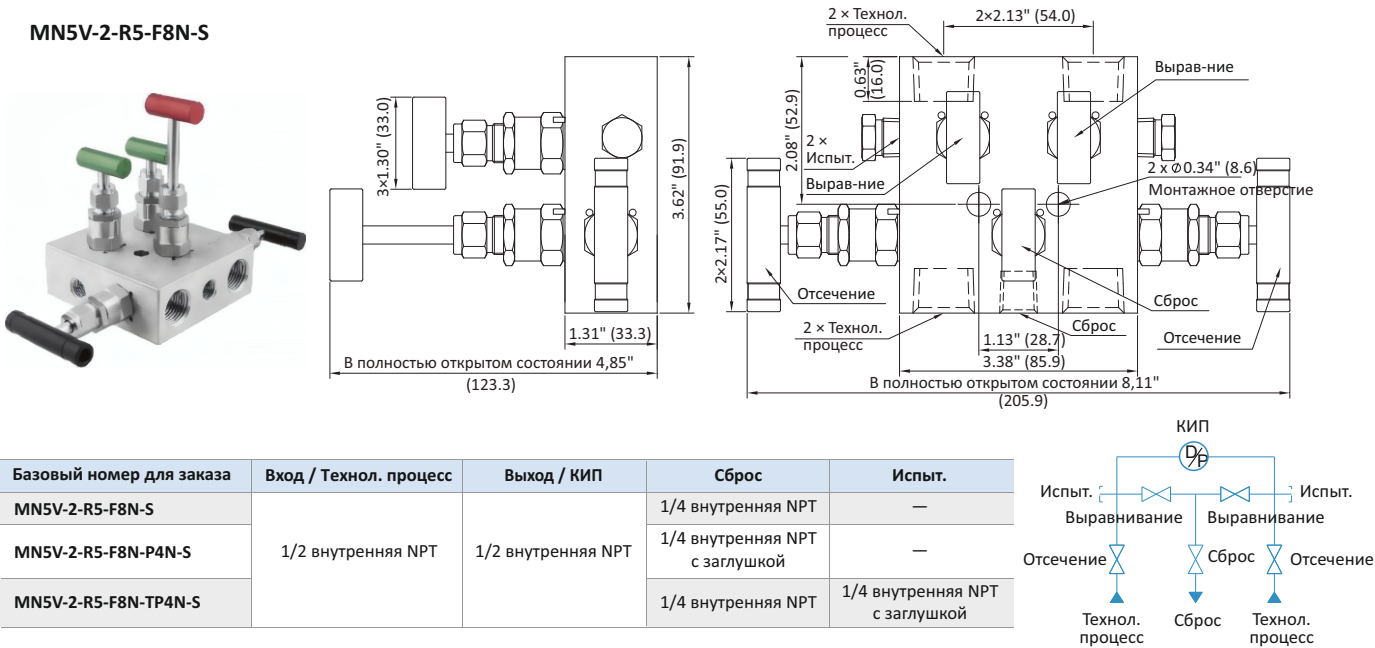 MN5V-2-R5-F8N-S
3×1.30" (33.0)
3.62" (91.9)
1.31" (33.3)
В полностью открытом состоянии 4,85"
(123.3)
2 × Технол.
процесс
2×2.13" (54.0)
0.63"
(16.0)
2.08" (52.9)
Вырав-ние
2 ×
Испыт.
Вырав-ние
2 x Ø0.34" (8.6)
Монтажное отверстие
2×2.17" (55.0)
Отсечение
Сброс
2 × Технол.
процесс
Сброс
Отсечение
1.13" (28.7)
3.38" (85.9)
В полностью открытом состоянии 8,11"
(205.9)
Базовый номер для заказа Вход / Технол. процесс Выход / КИП Сброс Испыт.
MN5V-2-R5-F8N-S 1/4 внутренняя NPT —
MN5V-2-R5-F8N-P4N-S 1/2 внутренняя NPT 1/2 внутренняя NPT 1/4 внутренняя NPT —
с заглушкой
MN5V-2-R5-F8N-TP4N-S 1/4 внутренняя NPT 1/4 внутренняя NPT
с заглушкой
КИП
D/P
Испыт. Испыт.
Выравнивание Выравнивание
Отсечение Сброс Отсечение
Технол. Сброс Технол.
процесс процесс